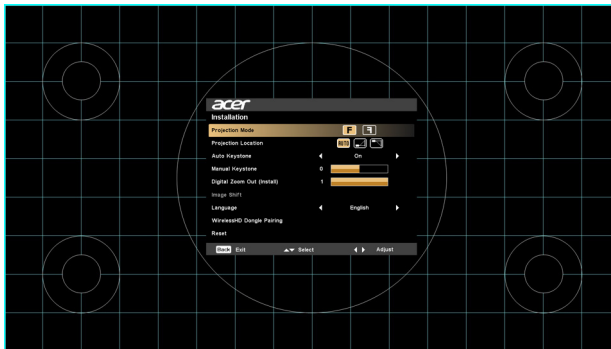 acer
Installation
Projection Mode F F
Projection Location AUTO
Auto Keystone On
Manual Keystone 0
Digital Zoom Out (Install) 1
Image Shift
Language English
WirelessHD Dongle Pairing
Reset
Back Exit Select Adjust